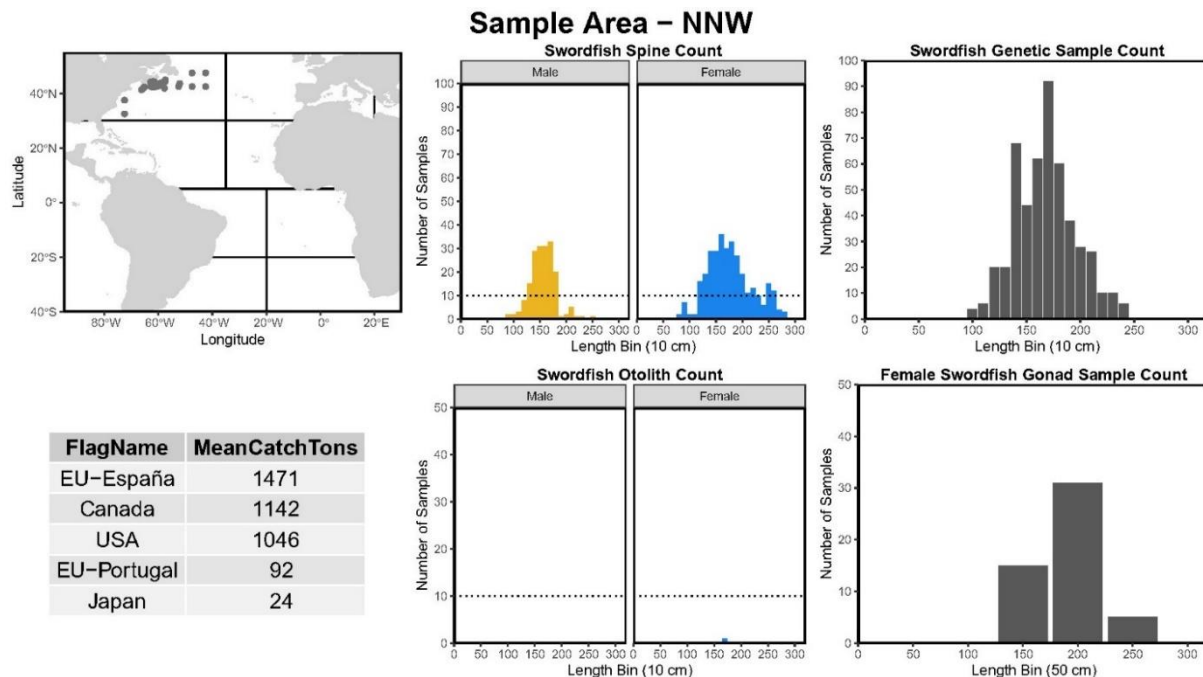 Sample Area − NNW
40°N
20°N
0°
20°S
40°S
Latitude
80°W 60°W 40°W 20°W 0° 20°E
Longitude
Swordfish Spine Count
Male Female
100
90
80
70
60
50
40
30
20
10
0
Number of Samples
0 50 100 150 200 250 300 0 50 100 150 200 250 300
Length Bin (10 cm)
Swordfish Genetic Sample Count
100
90
80
70
60
50
40
30
20
10
0
Number of Samples
0 50 100 150 200 250 300
Length Bin (10 cm)
FlagName MeanCatchTons
EU−España 1471
Canada 1142
USA 1046
EU−Portugal 92
Japan 24
Swordfish Otolith Count
Male Female
50
40
30
20
10
0
Number of Samples
0 50 100 150 200 250 300 0 50 100 150 200 250 300
Length Bin (10 cm)
Female Swordfish Gonad Sample Count
50
40
30
20
10
0
Number of Samples
0 50 100 150 200 250 300
Length Bin (50 cm)